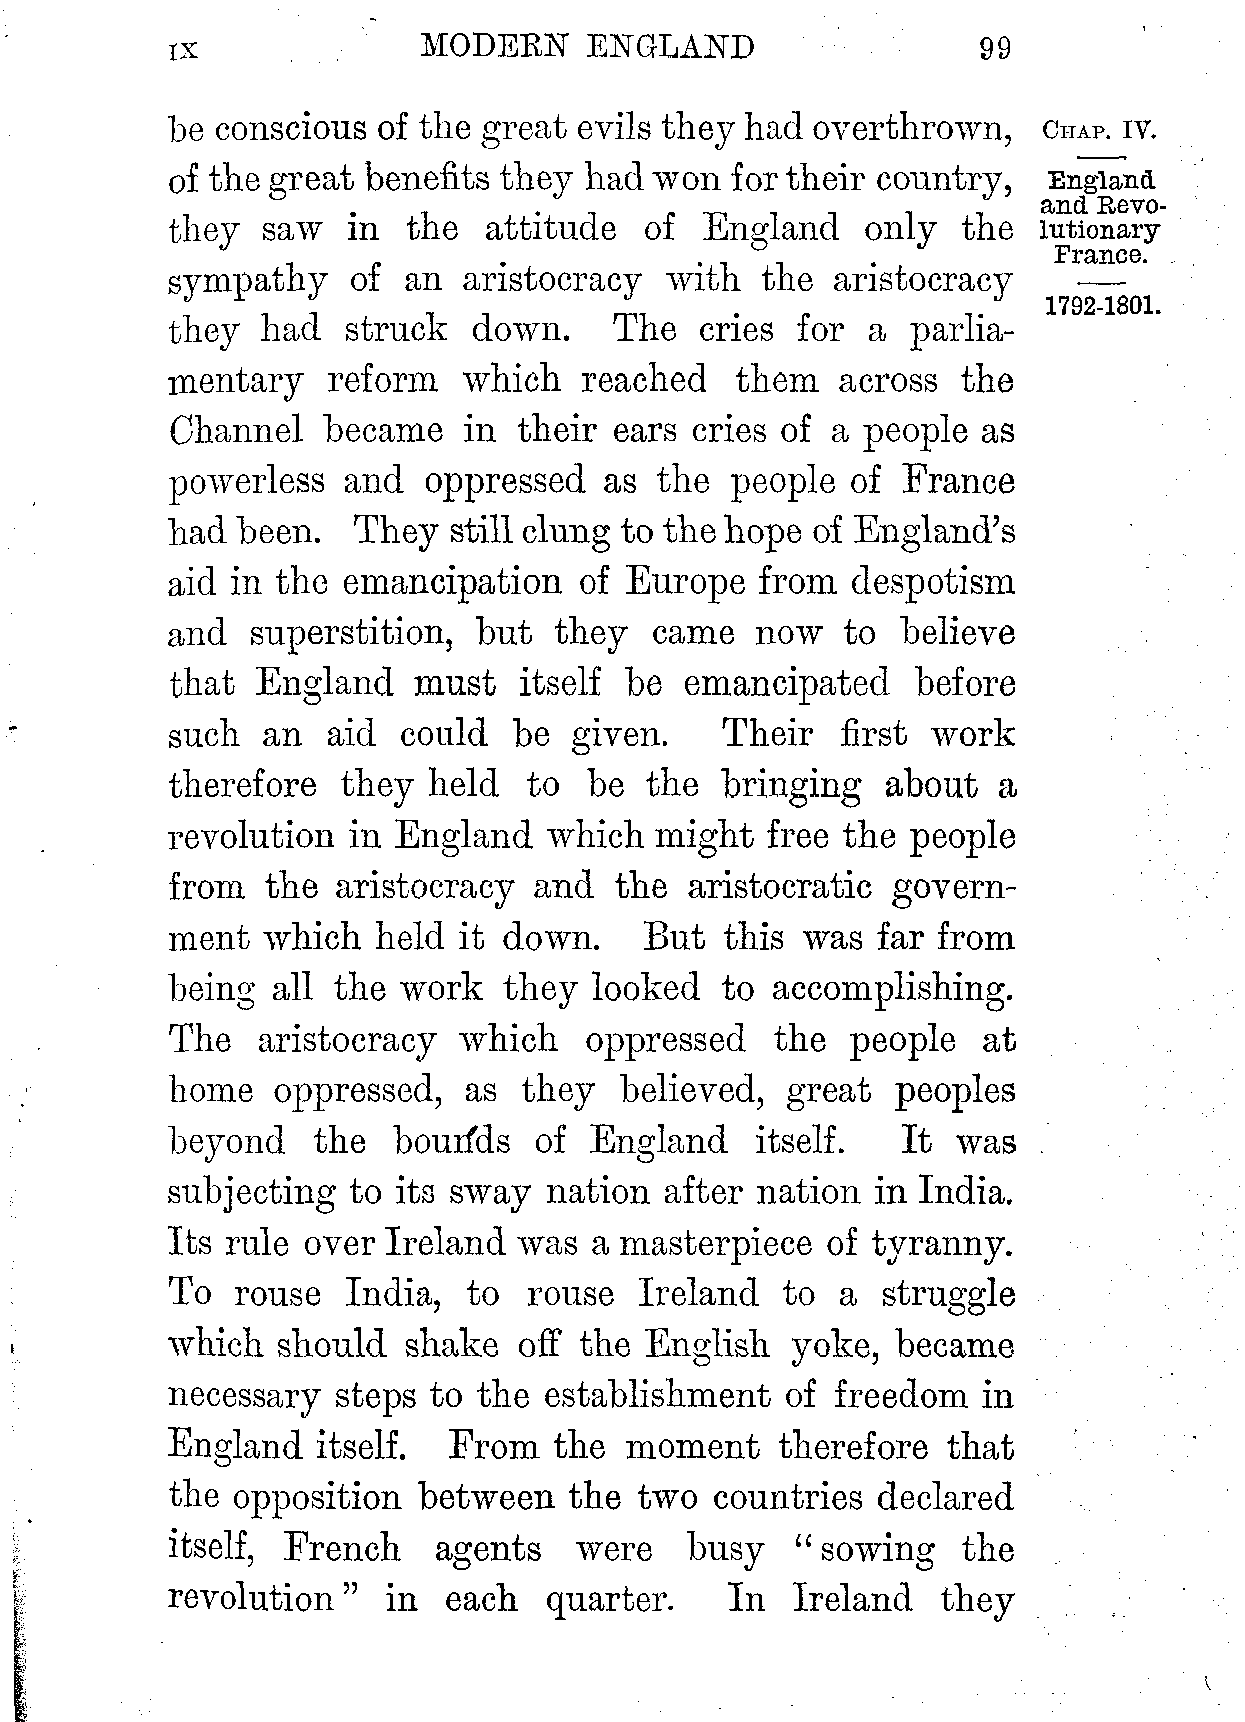 IX MODERN ENGLAND 99
be conscious of the great evils they had overthrown,
of the great benefits they had won for their country,
they saw in the attitude of England only the
sympathy of an aristocracy with the aristocracy
they had struck down. The cries for a parlia-
mentary reform which reached them across the
Channel became in their ears cries of a people as
powerless and oppressed as the people of France
had been. They still clung to the hope of England's
aid in the emancipation of Europe from despotism
and superstition, but they came now to believe
that England must itself be emancipated before
such an aid could be given. Their first work
therefore they held to be the bringing about a
revolution in England which might free the people
from the aristocracy and the aristocratic govern-
ment which held it down. But this was far from
being all the work they looked to accomplishing.
The aristocracy which oppressed the people at
home oppressed, as they believed, great peoples
beyond the bounds of England itself. It was
subjecting to its sway nation after nation in India.
Its rule over Ireland was a masterpiece of tyranny.
To rouse India, to rouse Ireland to a struggle
which should shake off the English yoke, became
necessary steps to the establishment of freedom in
England itself. From the moment therefore that
the opposition between the two countries declared
itself, French agents were busy “sowing the
revolution” in each quarter. In Ireland they
CHAP. IV.
England
and Revo-
lutionary
France.
1792-1801.